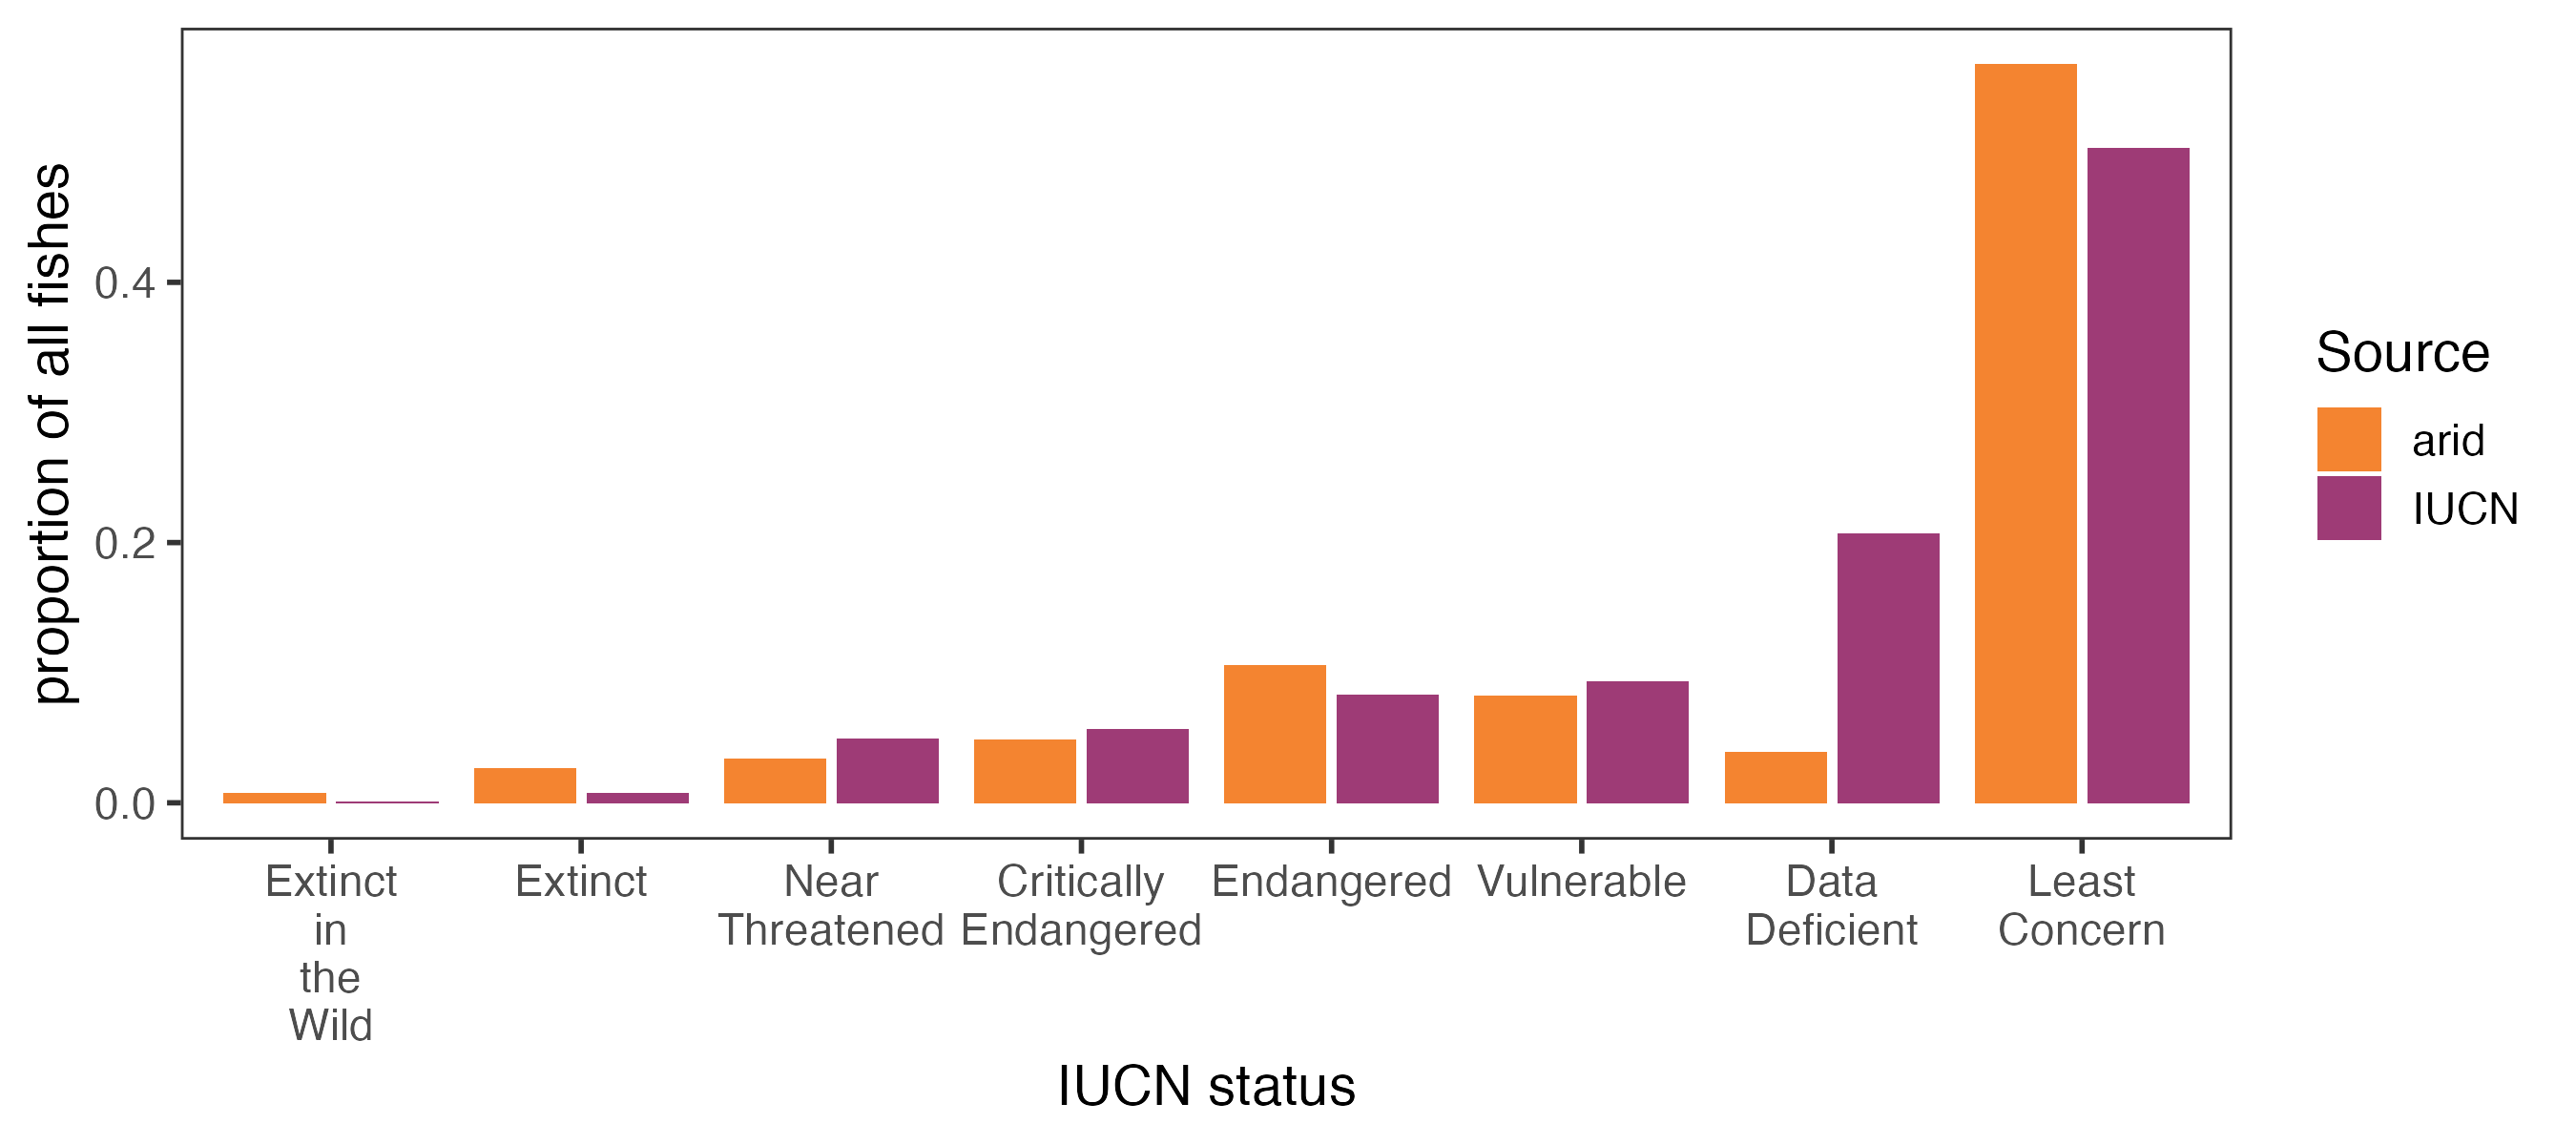 proportion of all fishes
0.4
0.2
0.0
Extinct
in
the
Wild
Extinct
Near
Threatened
Critically
Endangered
Endangered
Vulnerable
Data
Deficient
Least
Concern
IUCN status
Source
arid
IUCN